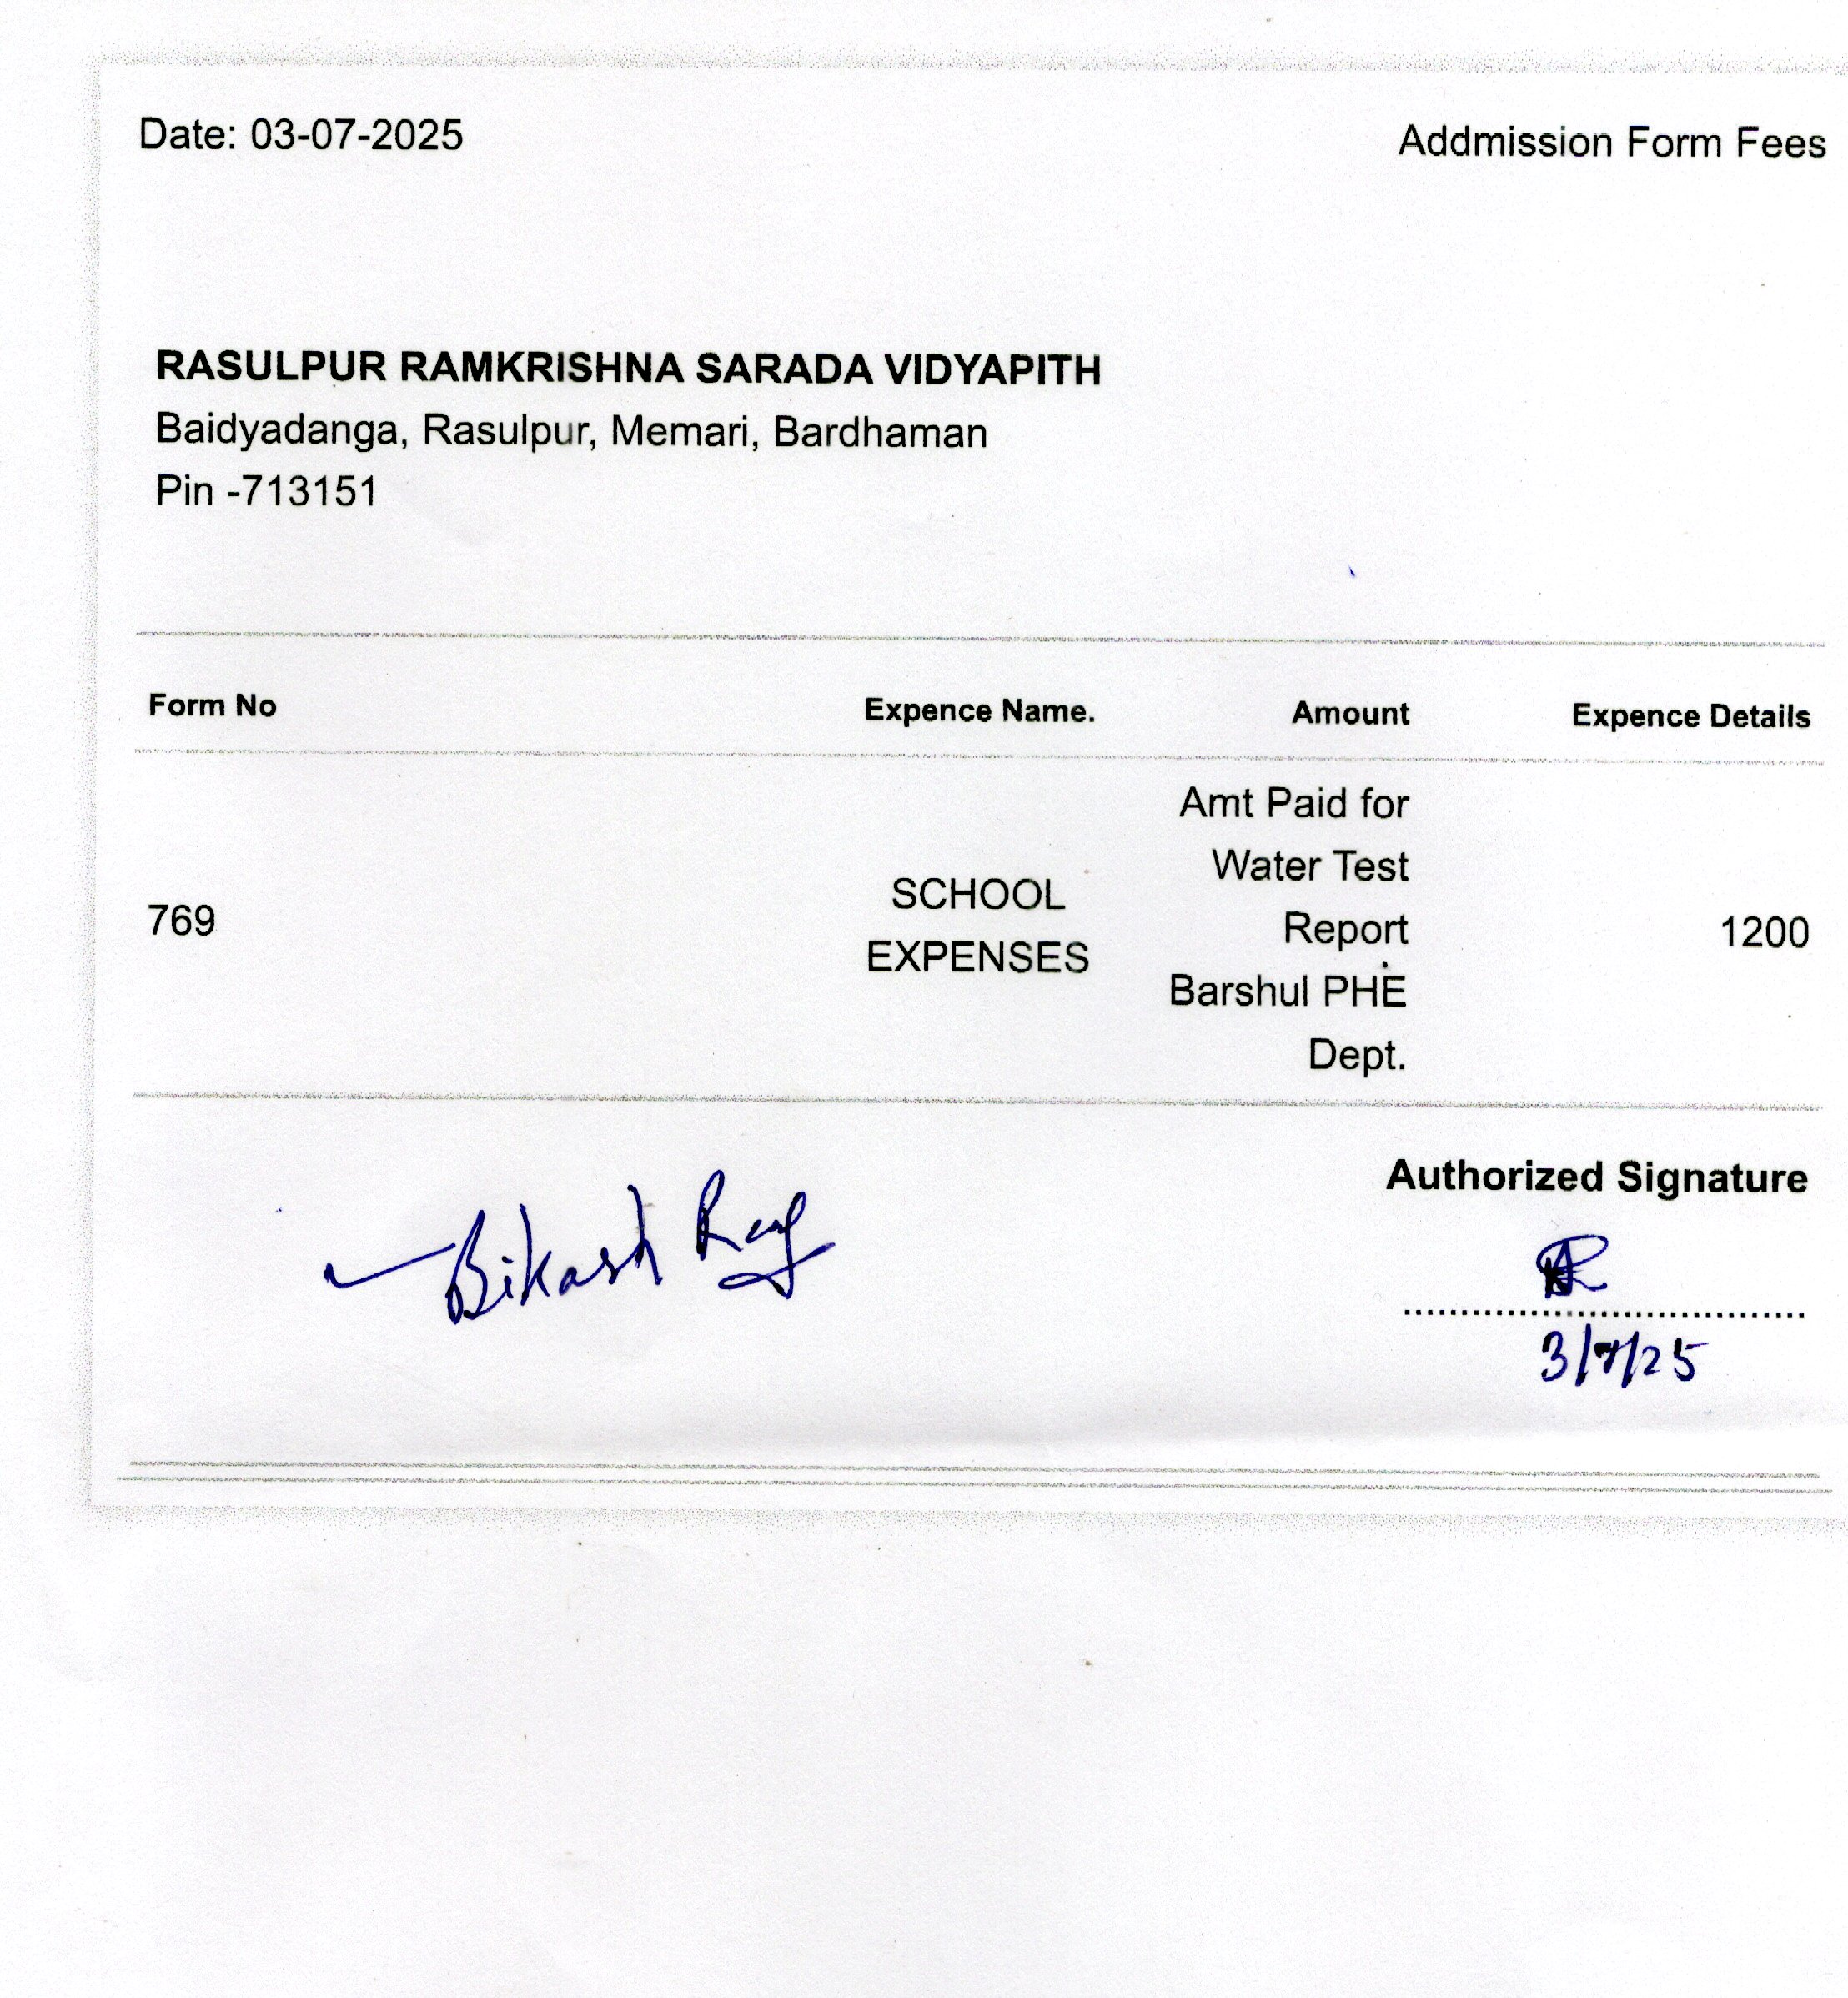 Date: 03-07-2025
Addmission Form Fees
RASULPUR RAMKRISHNA SARADA VIDYAPITH
Baidyadanga, Rasulpur, Memari, Bardhaman
Pin -713151
Form No Expence Name. Amount Expence Details
769
SCHOOL
EXPENSES
Amt Paid for
Water Test
Report
Barshul PHE
Dept.
1200
Authorized Signature
Bikash Ray
3/7/25